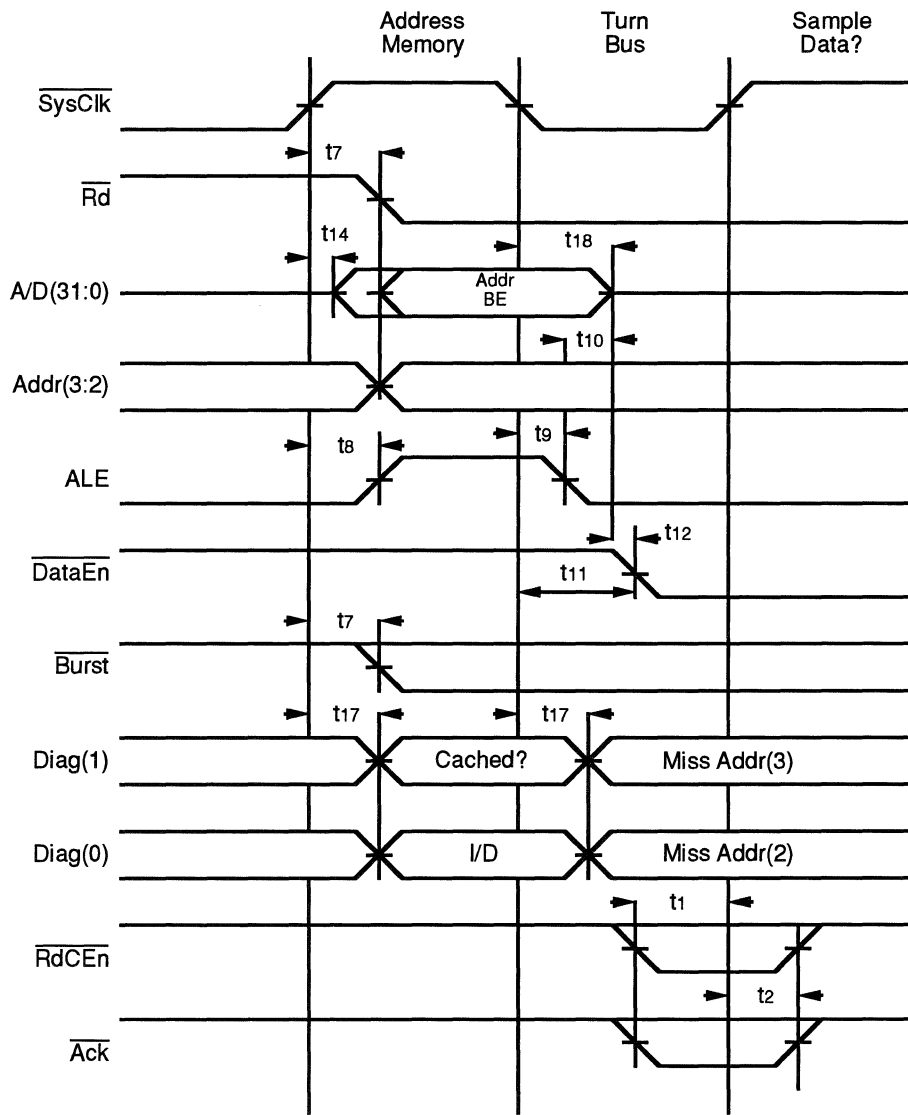 Address Memory
Turn Bus
Sample Data?
SysClk
t7
Rd
t14
t18
A/D(31:0)
Addr
BE
t10
Addr(3:2)
t8
t9
ALE
t12
DataEn
t11
t7
Burst
t17
t17
Diag(1)
Cached?
Miss Addr(3)
Diag(0)
I/D
Miss Addr(2)
t1
RdCEn
t2
Ack